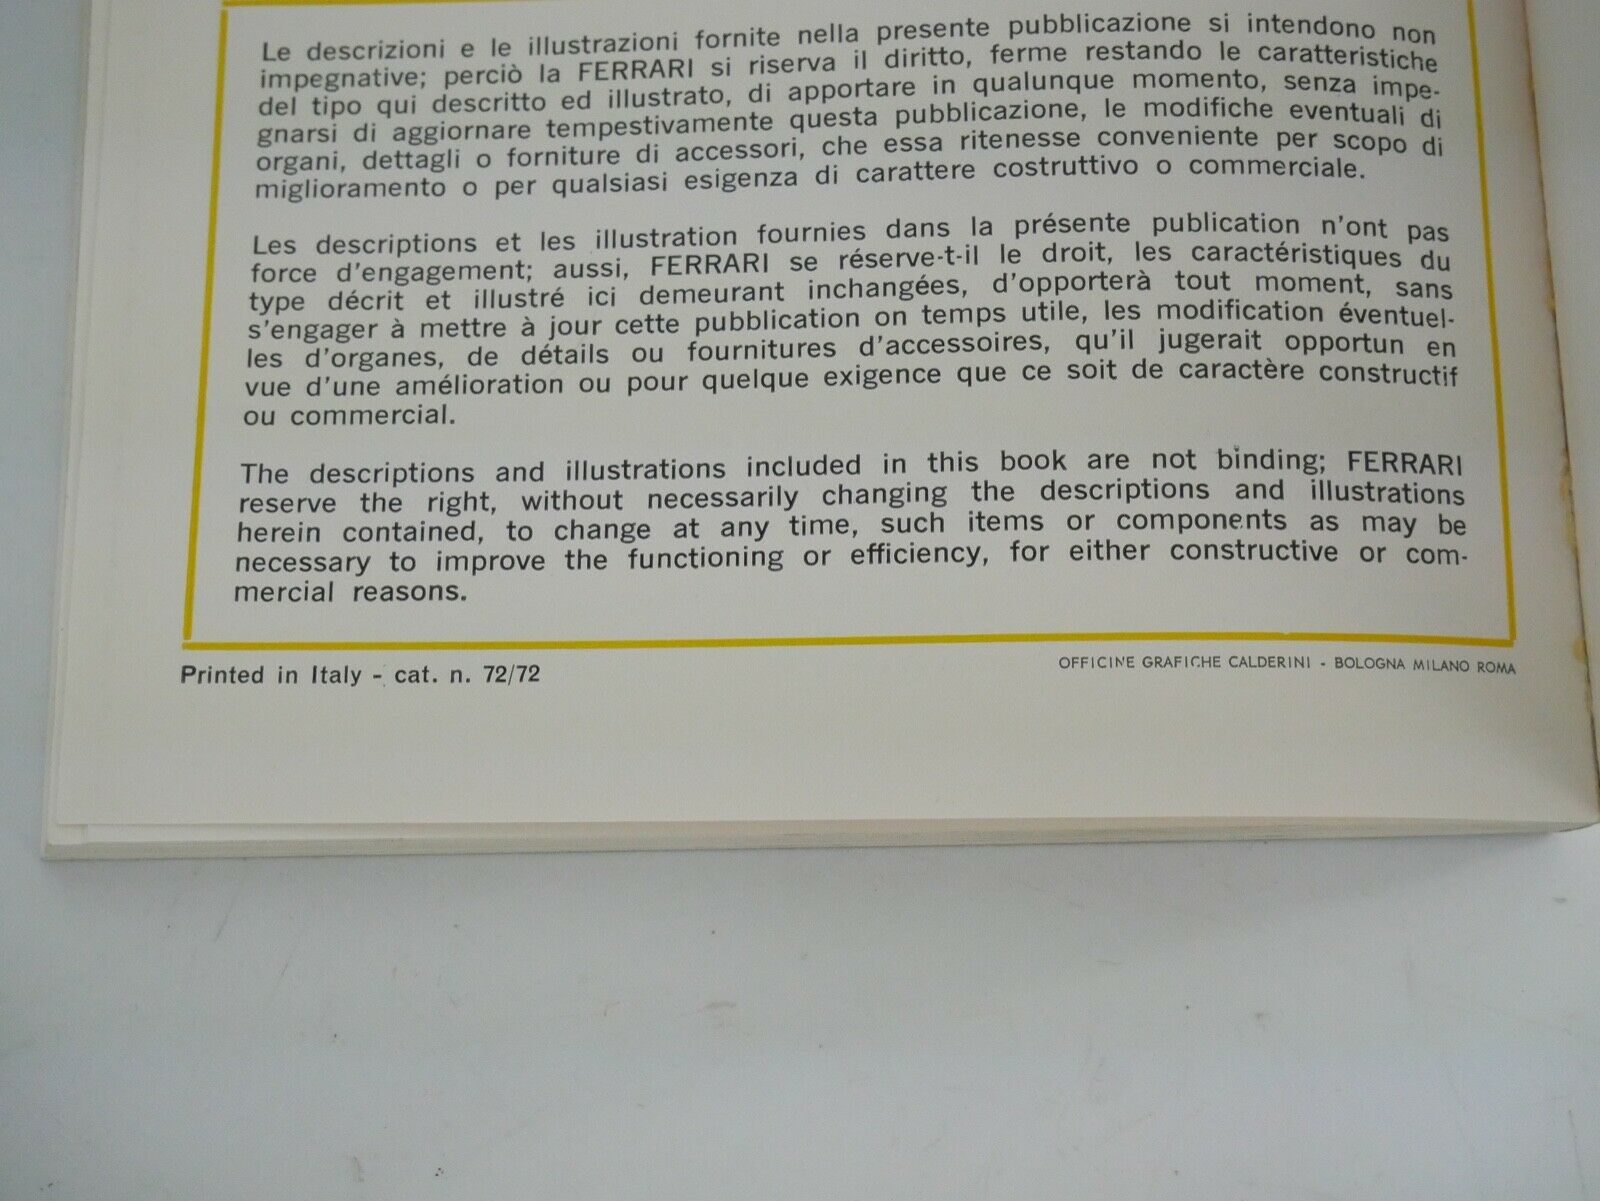 Le descrizioni e le illustrazioni fornite nella presente pubblicazione si intendono non
impegnative; perciò la FERRARI si riserva il diritto, ferme restando le caratteristiche
del tipo qui descritto ed illustrato, di apportare in qualunque momento, senza impe-
gnarsi di aggiornare tempestivamente questa pubblicazione, le modifiche eventuali di
organi, dettagli o forniture di accessori, che essa ritenesse conveniente per scopo di
miglioramento o per qualsiasi esigenza di carattere costruttivo o commerciale.
Les descriptions et les illustration fournies dans la présente publication n'ont pas
force d'engagement; aussi, FERRARI se réserve-t-il le droit, les caractéristiques du
type décrit et illustré ici demeurant inchangées, d'opporterà tout moment, sans
s'engager à mettre à jour cette pubblication on temps utile, les modification éventuel-
les d'organes, de détails ou fournitures d'accessoires, qu'il jugerait opportun en
vue d'une amélioration ou pour quelque exigence que ce soit de caractère constructif
ou commercial.
The descriptions and illustrations included in this book are not binding; FERRARI
reserve the right, without necessarily changing the descriptions and illustrations
herein contained, to change at any time, such items or components as may be
necessary to improve the functioning or efficiency, for either constructive or com-
mercial reasons.
Printed in Italy - cat. n. 72/72
OFFICINE GRAFICHE CALDERINI - BOLOGNA MILANO ROMA